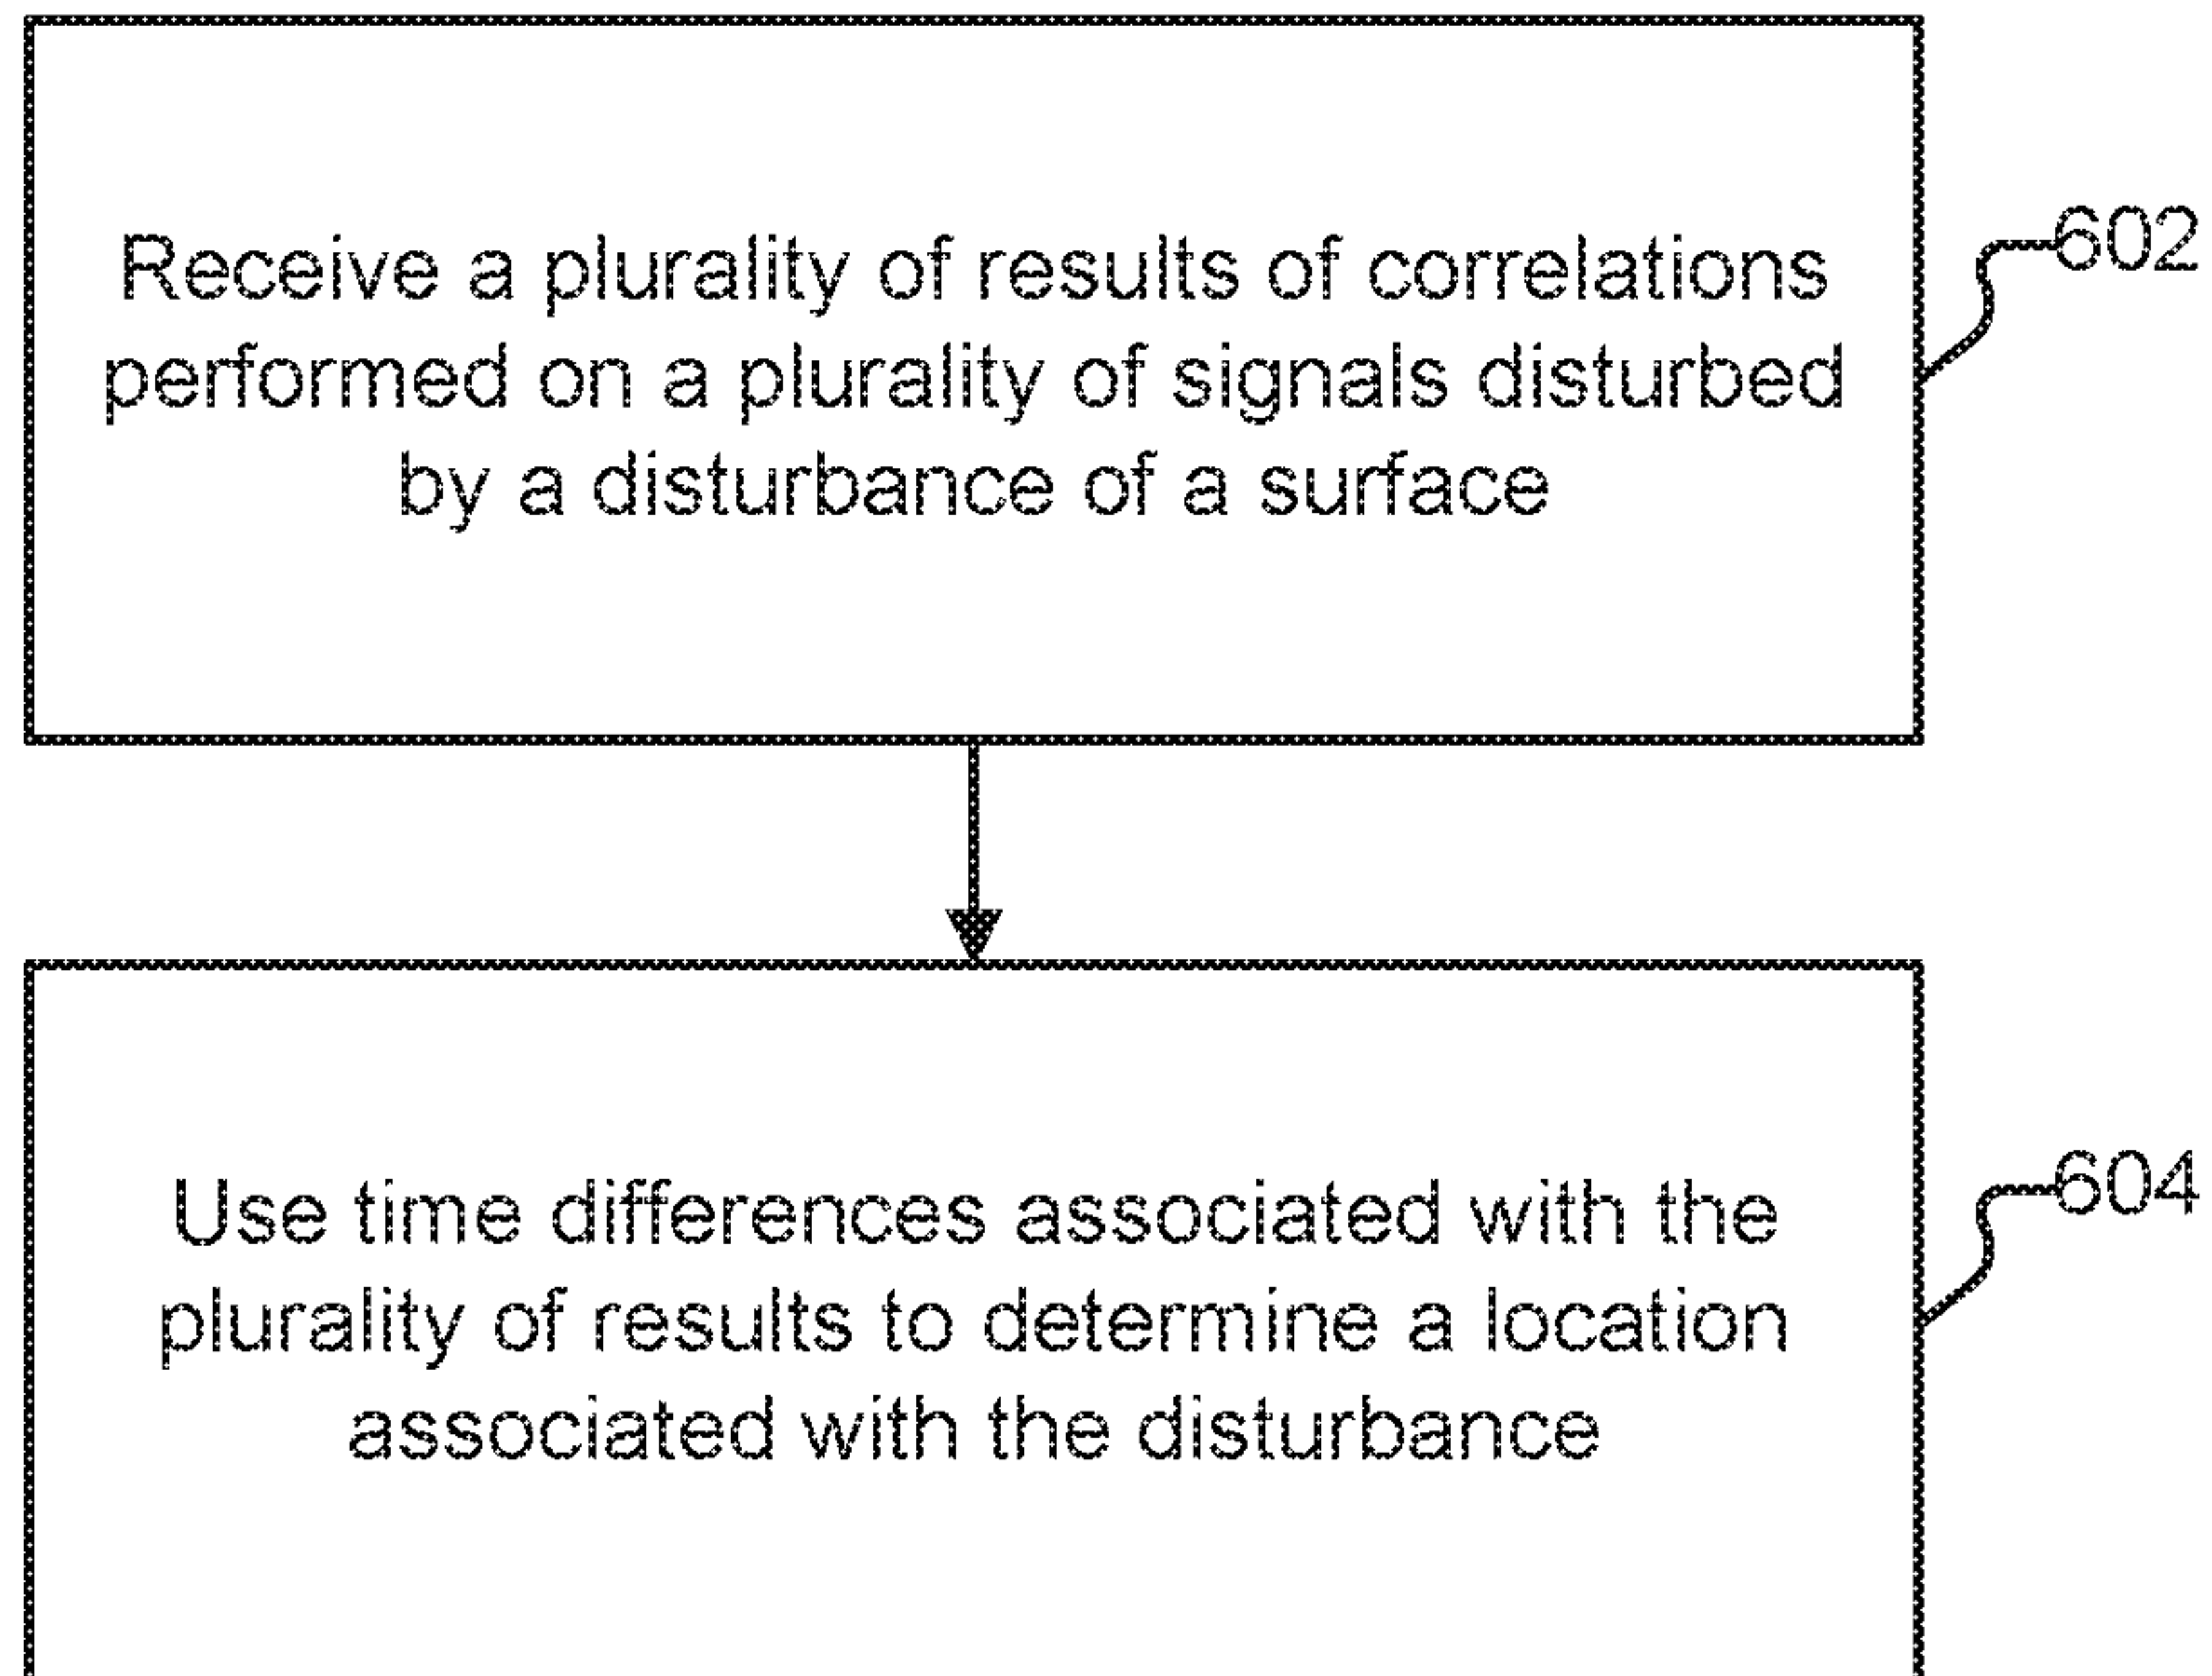 Receive a plurality of results of correlations
performed on a plurality of signals disturbed
by a disturbance of a surface
602
Use time differences associated with the
plurality of results to determine a location
associated with the disturbance
604